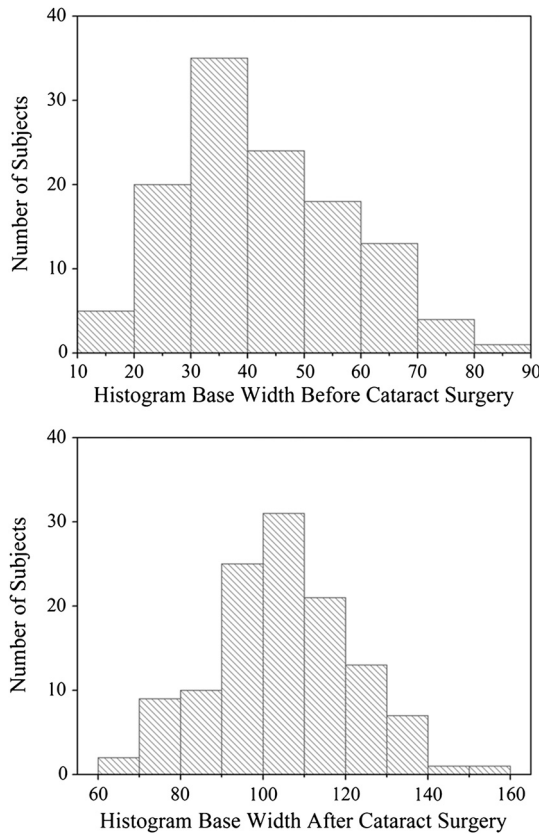 40
30
20
10
0
Number of Subjects
10 20 30 40 50 60 70 80 90
Histogram Base Width Before Cataract Surgery
40
30
20
10
0
Number of Subjects
60 80 100 120 140 160
Histogram Base Width After Cataract Surgery